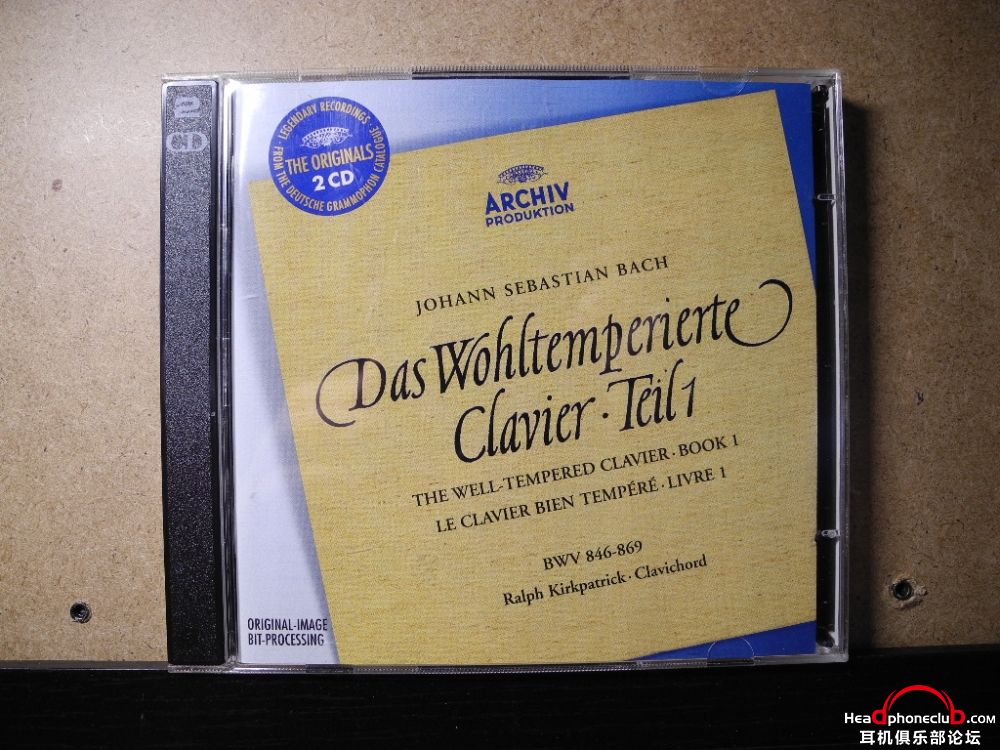 2
CD
LEGENDARY RECORDINGS
THE ORIGINALS
2 CD
· FROM THE DEUTSCHE GRAMMOPHON CATALOGUE ·
ARCHIV
PRODUKTION
JOHANN SEBASTIAN BACH
Das Wohltemperierte
Clavier · Teil 1
THE WELL-TEMPERED CLAVIER · BOOK 1
LE CLAVIER BIEN TEMPÉRÉ · LIVRE 1
BWV 846-869
Ralph Kirkpatrick · Clavichord
ORIGINAL-IMAGE
BIT-PROCESSING
Headphoneclub.com
耳机俱乐部论坛